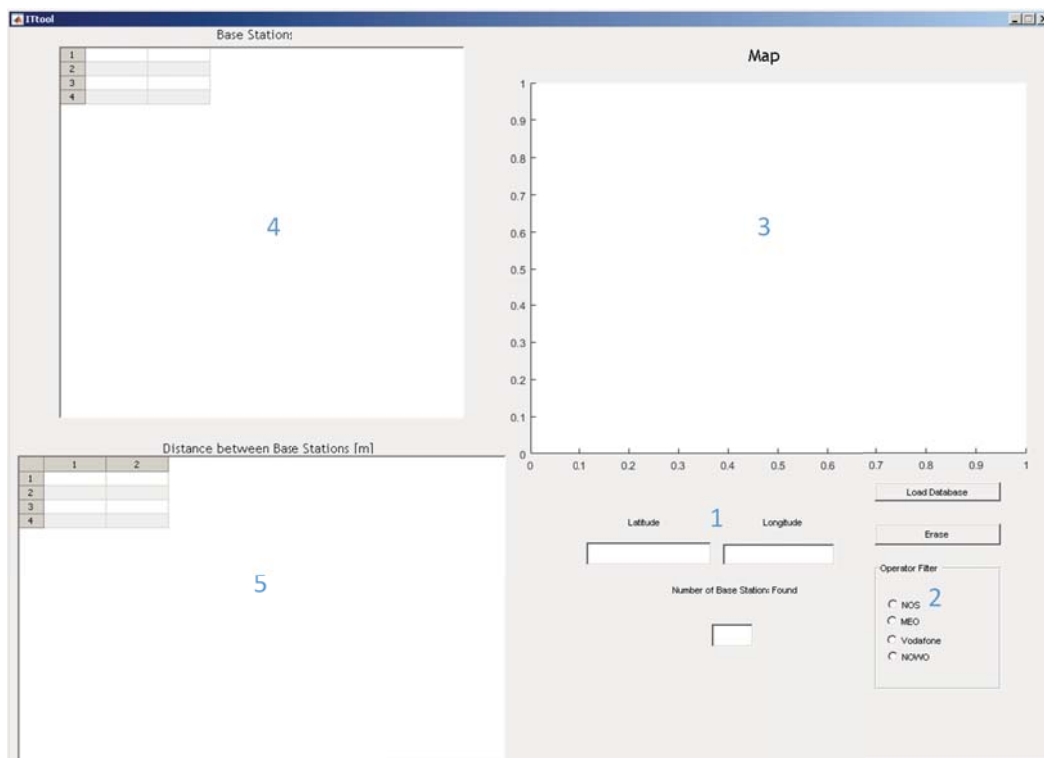 ITtool
Base Station:
1
2
3
4
4
Distance between Base Stations [m]
1 2
1
2
3
4
5
Map
1
0.9
0.8
0.7
0.6
0.5
0.4
0.3
0.2
0.1
0
0 0.1 0.2 0.3 0.4 0.5 0.6 0.7 0.8 0.9 1
3
Latitude 1 Longitude
Number of Base Station: Found
Load Database
Erase
Operator Filter
2
NOS
MEO
Vodafone
NOWO